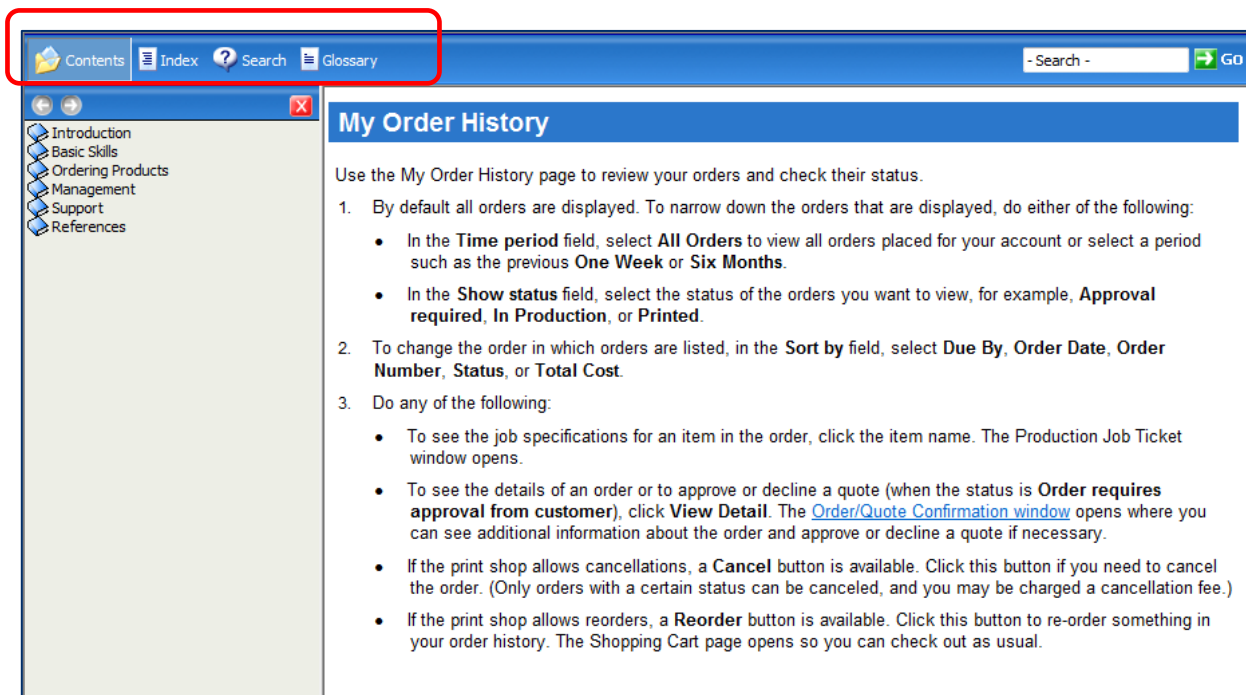 Contents Index Search Glossary - Search - GO
Introduction
Basic Skills
Ordering Products
Management
Support
References
My Order History
Use the My Order History page to review your orders and check their status.
1. By default all orders are displayed. To narrow down the orders that are displayed, do either of the following:
• In the Time period field, select All Orders to view all orders placed for your account or select a period
such as the previous One Week or Six Months.
• In the Show status field, select the status of the orders you want to view, for example, Approval
required, In Production, or Printed.
2. To change the order in which orders are listed, in the Sort by field, select Due By, Order Date, Order
Number, Status, or Total Cost.
3. Do any of the following:
• To see the job specifications for an item in the order, click the item name. The Production Job Ticket
window opens.
• To see the details of an order or to approve or decline a quote (when the status is Order requires
approval from customer), click View Detail. The Order/Quote Confirmation window opens where you
can see additional information about the order and approve or decline a quote if necessary.
• If the print shop allows cancellations, a Cancel button is available. Click this button if you need to cancel
the order. (Only orders with a certain status can be canceled, and you may be charged a cancellation fee.)
• If the print shop allows reorders, a Reorder button is available. Click this button to re-order something in
your order history. The Shopping Cart page opens so you can check out as usual.